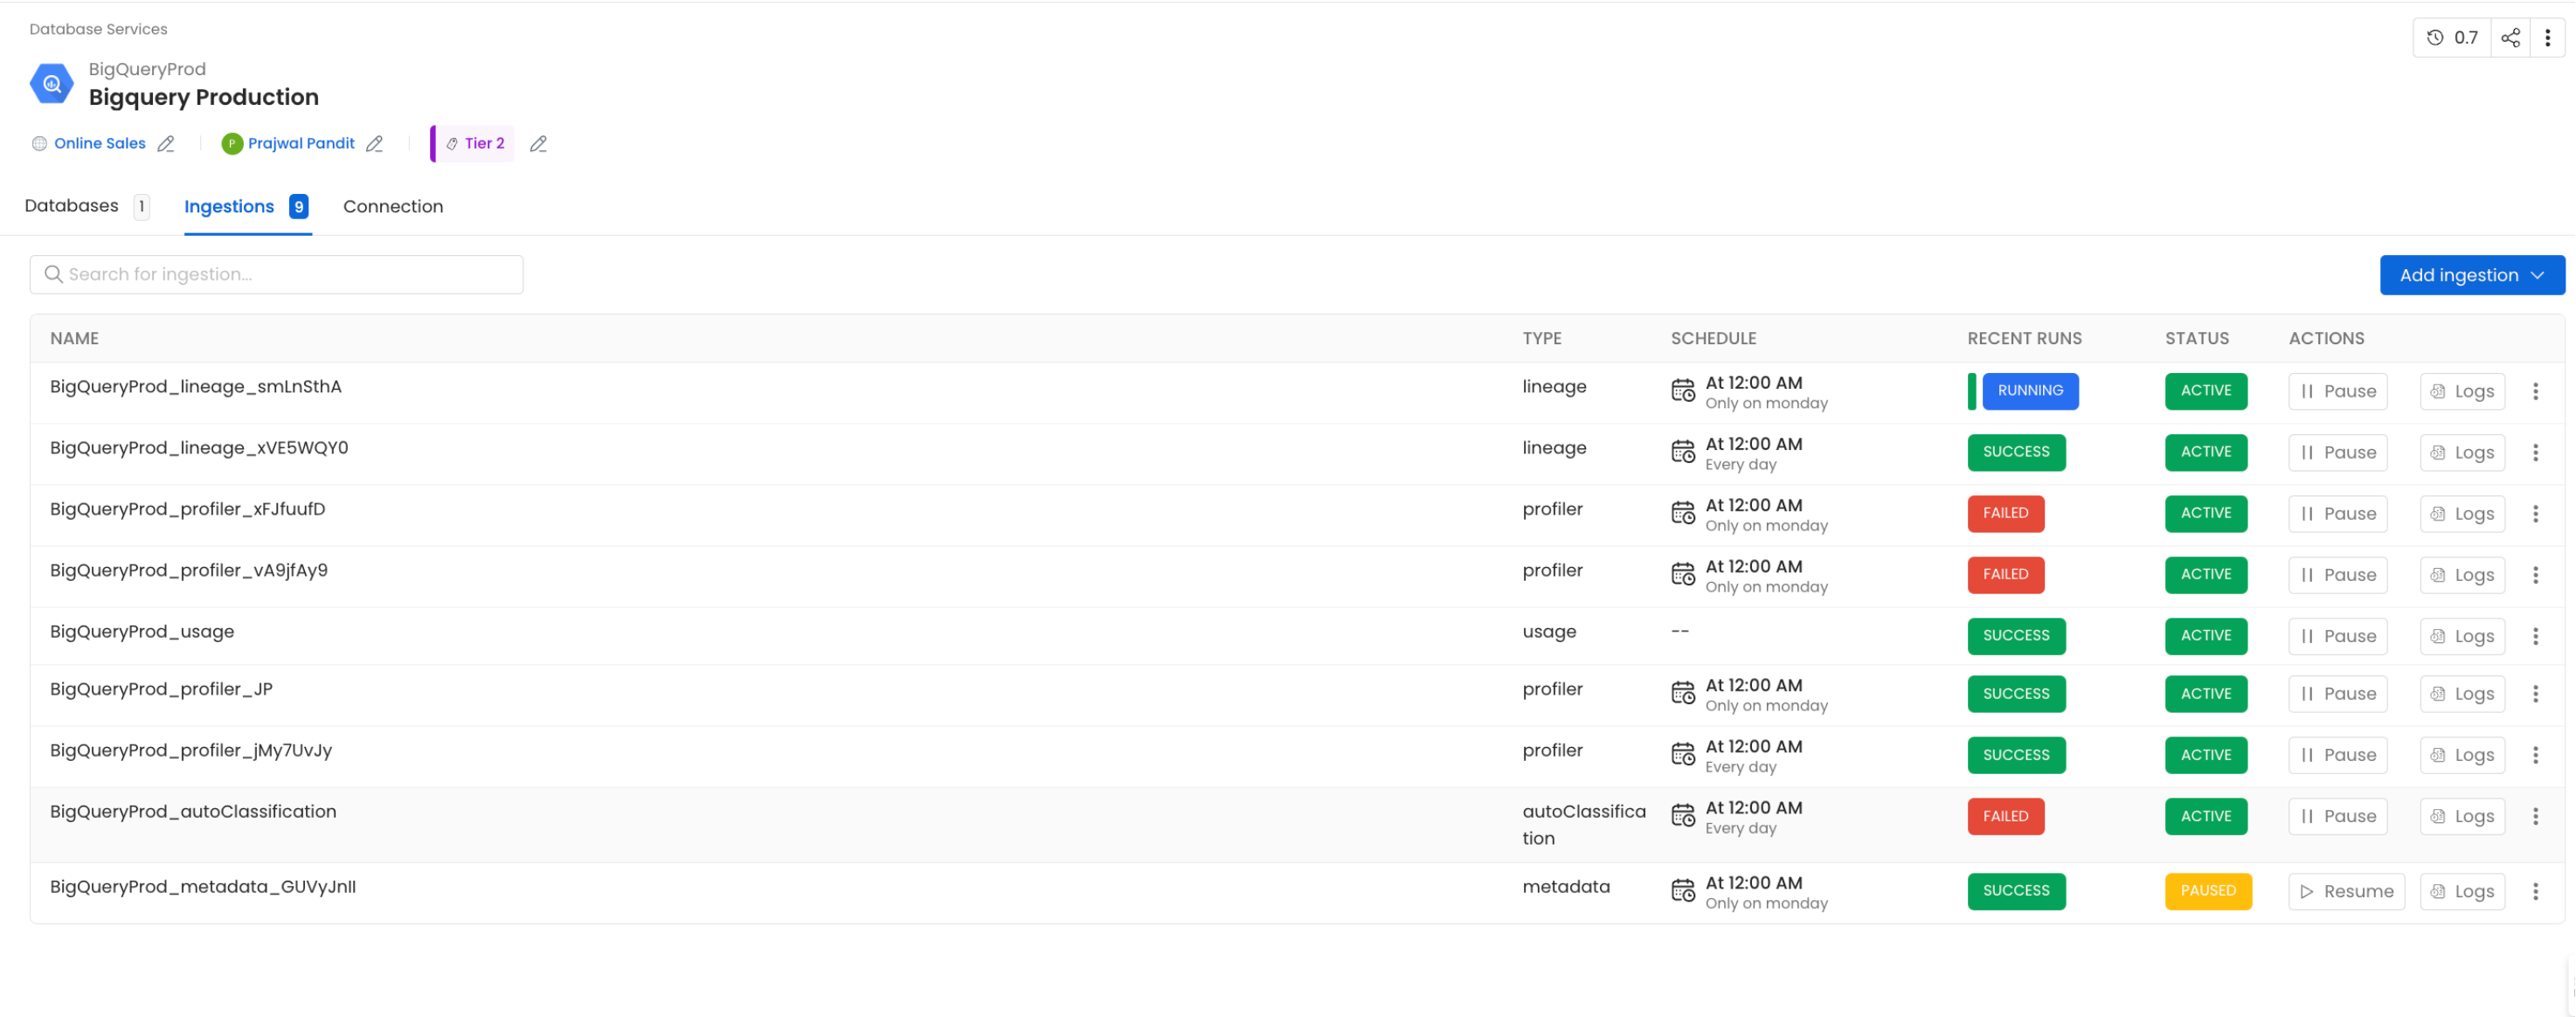 Database Services
0.7
BigQueryProd
Bigquery Production
Online Sales P Prajwal Pandit Tier 2
Databases 1 Ingestions 9 Connection
Search for ingestion...
Add ingestion
NAME TYPE SCHEDULE RECENT RUNS STATUS ACTIONS
BigQueryProd_lineage_smLnSthA lineage At 12:00 AM RUNNING ACTIVE Pause Logs
Only on monday
BigQueryProd_lineage_xVE5WQY0 lineage At 12:00 AM SUCCESS ACTIVE Pause Logs
Every day
BigQueryProd_profiler_xFJfuufD profiler At 12:00 AM FAILED ACTIVE Pause Logs
Only on monday
BigQueryProd_profiler_vA9jfAy9 profiler At 12:00 AM FAILED ACTIVE Pause Logs
Only on monday
BigQueryProd_usage usage -- SUCCESS ACTIVE Pause Logs
BigQueryProd_profiler_JP profiler At 12:00 AM SUCCESS ACTIVE Pause Logs
Only on monday
BigQueryProd_profiler_jMy7UvJy profiler At 12:00 AM SUCCESS ACTIVE Pause Logs
Every day
BigQueryProd_autoClassification autoClassifica At 12:00 AM FAILED ACTIVE Pause Logs
tion Every day
BigQueryProd_metadata_GUVyJnII metadata At 12:00 AM SUCCESS PAUSED Resume Logs
Only on monday